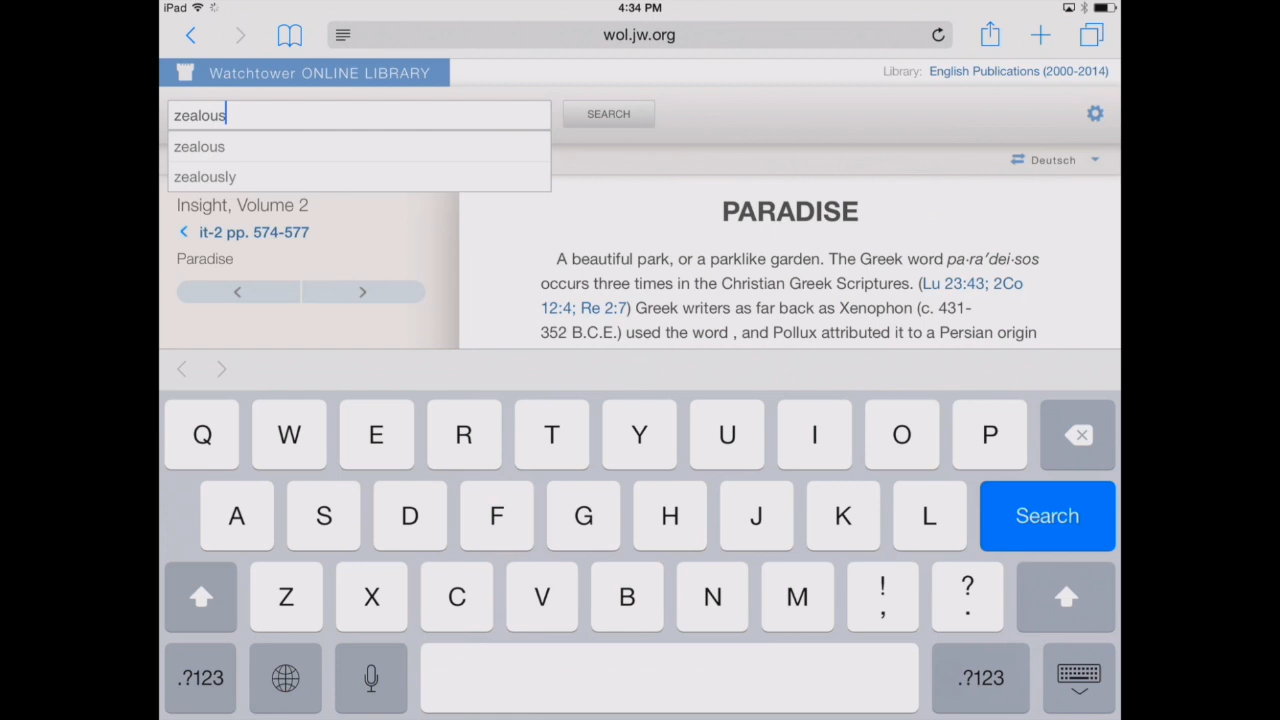 iPad 4:34 PM
wol.jw.org
Watchtower ONLINE LIBRARY
Library: English Publications (2000-2014)
zealous
SEARCH
zealous
zealously
Deutsch
Insight, Volume 2
it-2 pp. 574-577
Paradise
PARADISE
A beautiful park, or a parklike garden. The Greek word pa·ra′dei·sos
occurs three times in the Christian Greek Scriptures. (Lu 23:43; 2Co
12:4; Re 2:7) Greek writers as far back as Xenophon (c. 431-
352 B.C.E.) used the word , and Pollux attributed it to a Persian origin
Q W E R T Y U I O P
A S D F G H J K L Search
Z X C V B N M ! , ? .
.?123 .?123